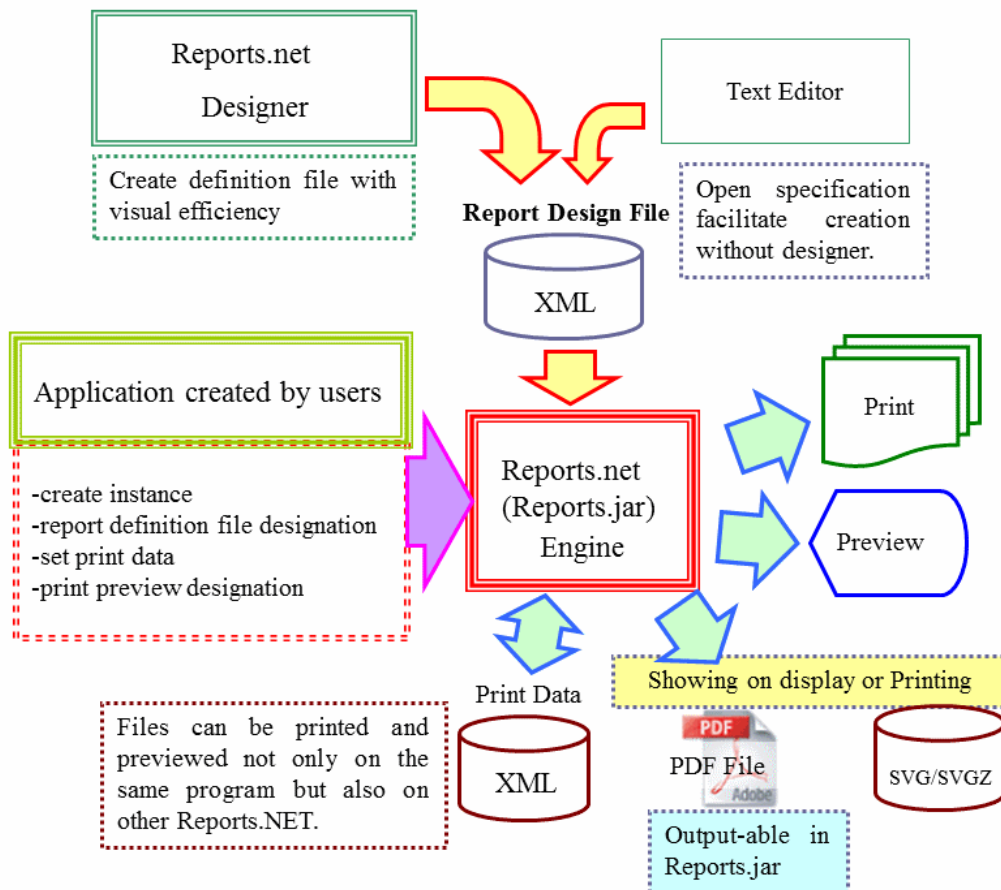 Reports.net
Designer
Text Editor
Create definition file with
visual efficiency
Open specification
facilitate creation
without designer.
Report Design File
XML
Application created by users
-create instance
-report definition file designation
-set print data
-print preview designation
Reports.net
(Reports.jar)
Engine
Print
Preview
Print Data
XML
Files can be printed and
previewed not only on the
same program but also on
other Reports.NET.
Showing on display or Printing
PDF
PDF File
Adobe
SVG/SVGZ
Output-able in
Reports.jar